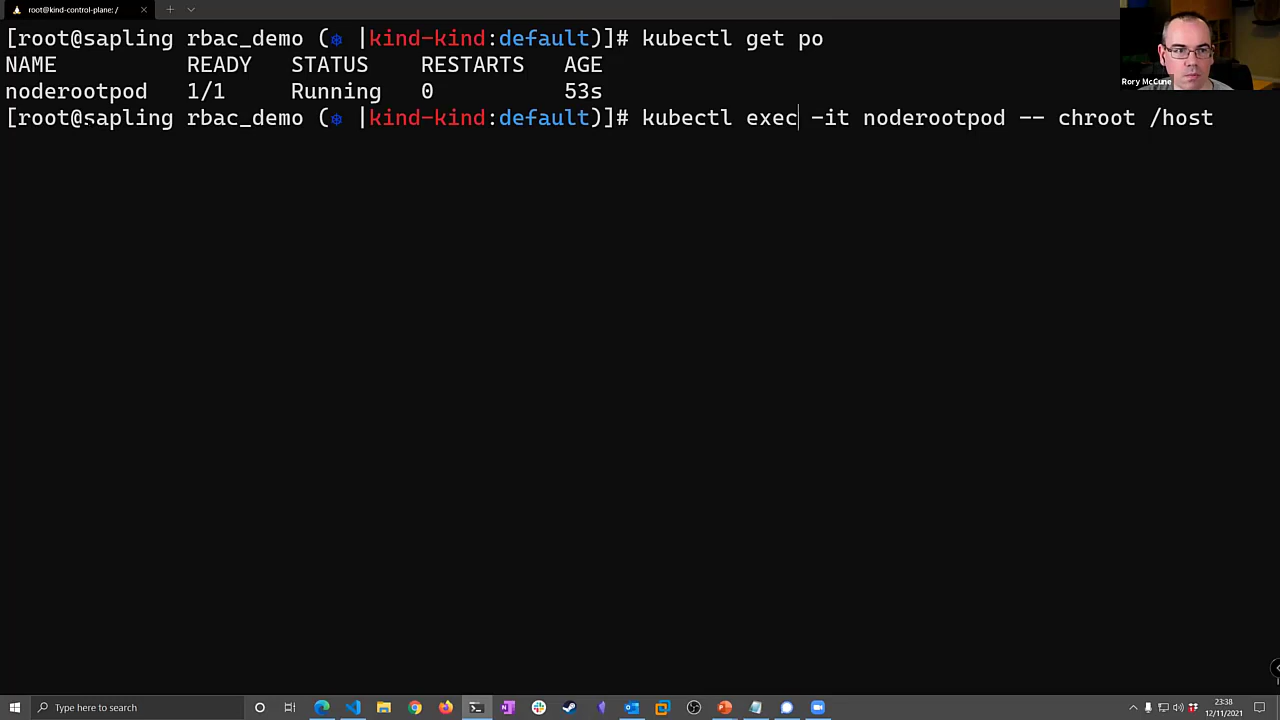 root@kind-control-plane: /
[root@sapling rbac_demo (⎈ |kind-kind:default)]# kubectl get po
NAME READY STATUS RESTARTS AGE
noderootpod 1/1 Running 0 53s
[root@sapling rbac_demo (⎈ |kind-kind:default)]# kubectl exec -it noderootpod -- chroot /host
Rory McCune
Type here to search
23:38
12/11/2021